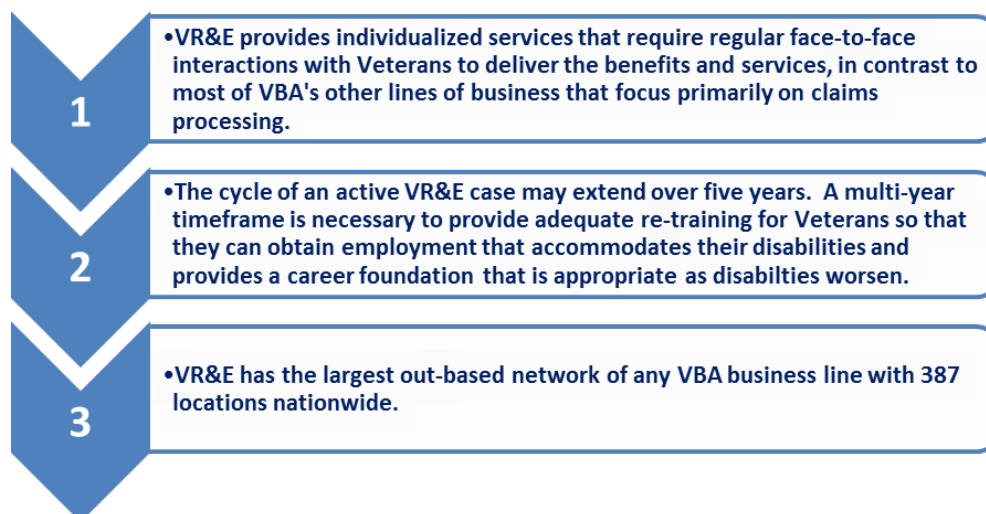 1
•VR&E provides individualized services that require regular face-to-face
interactions with Veterans to deliver the benefits and services, in contrast to
most of VBA's other lines of business that focus primarily on claims
processing.
2
•The cycle of an active VR&E case may extend over five years.  A multi-year
timeframe is necessary to provide adequate re-training for Veterans so that
they can obtain employment that accommodates their disabilities and
provides a career foundation that is appropriate as disabilties worsen.
3
•VR&E has the largest out-based network of any VBA business line with 387
locations nationwide.